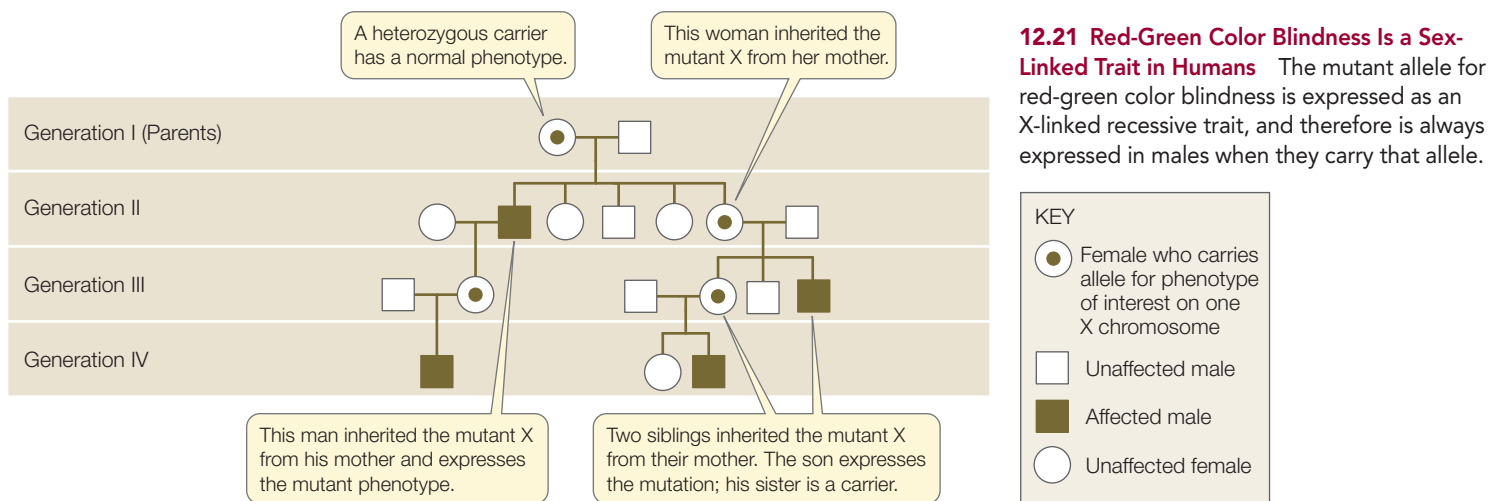 A heterozygous carrier
has a normal phenotype.
This woman inherited the
mutant X from her mother.
Generation I (Parents)
Generation II
Generation III
Generation IV
This man inherited the mutant X
from his mother and expresses
the mutant phenotype.
Two siblings inherited the mutant X
from their mother. The son expresses
the mutation; his sister is a carrier.
12.21 Red-Green Color Blindness Is a Sex-
Linked Trait in Humans The mutant allele for
red-green color blindness is expressed as an
X-linked recessive trait, and therefore is always
expressed in males when they carry that allele.
KEY
Female who carries
allele for phenotype
of interest on one
X chromosome
Unaffected male
Affected male
Unaffected female